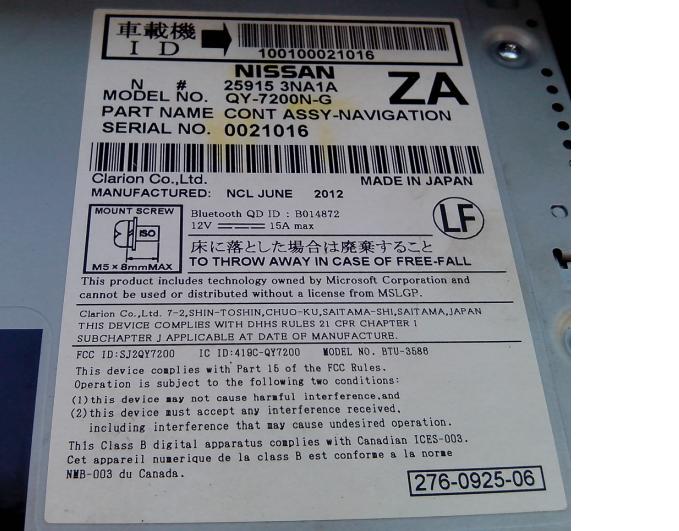 車載機
ID
100100021016
NISSAN
N # 25915 3NA1A
ZA
MODEL NO. QY-7200N-G
PART NAME CONT ASSY-NAVIGATION
SERIAL NO. 0021016
Clarion Co.,Ltd. MADE IN JAPAN
MANUFACTURED: NCL JUNE 2012
MOUNT SCREW
ISO
M5×8mmMAX
Bluetooth QD ID : B014872
12V 15A max
LF
床に落とした場合は廃棄すること
TO THROW AWAY IN CASE OF FREE-FALL
This product includes technology owned by Microsoft Corporation and
cannot be used or distributed without a license from MSLGP.
Clarion Co.,Ltd. 7-2,SHIN-TOSHIN,CHUO-KU,SAITAMA-SHI,SAITAMA,JAPAN
THIS DEVICE COMPLIES WITH DHHS RULES 21 CFR CHAPTER I
SUBCHAPTER J APPLICABLE AT DATE OF MANUFACTURE.
FCC ID:SJ2QY7200 IC ID:419C-QY7200 MODEL NO. BTU-3586
This device complies with Part 15 of the FCC Rules.
Operation is subject to the following two conditions:
(1)this device may not cause harmful interference,and
(2)this device must accept any interference received,
including interference that may cause undesired operation.
This Class B digital apparatus complies with Canadian ICES-003.
Cet appareil numerique de la class B est conforme a la norme
NMB-003 du Canada.
276-0925-06